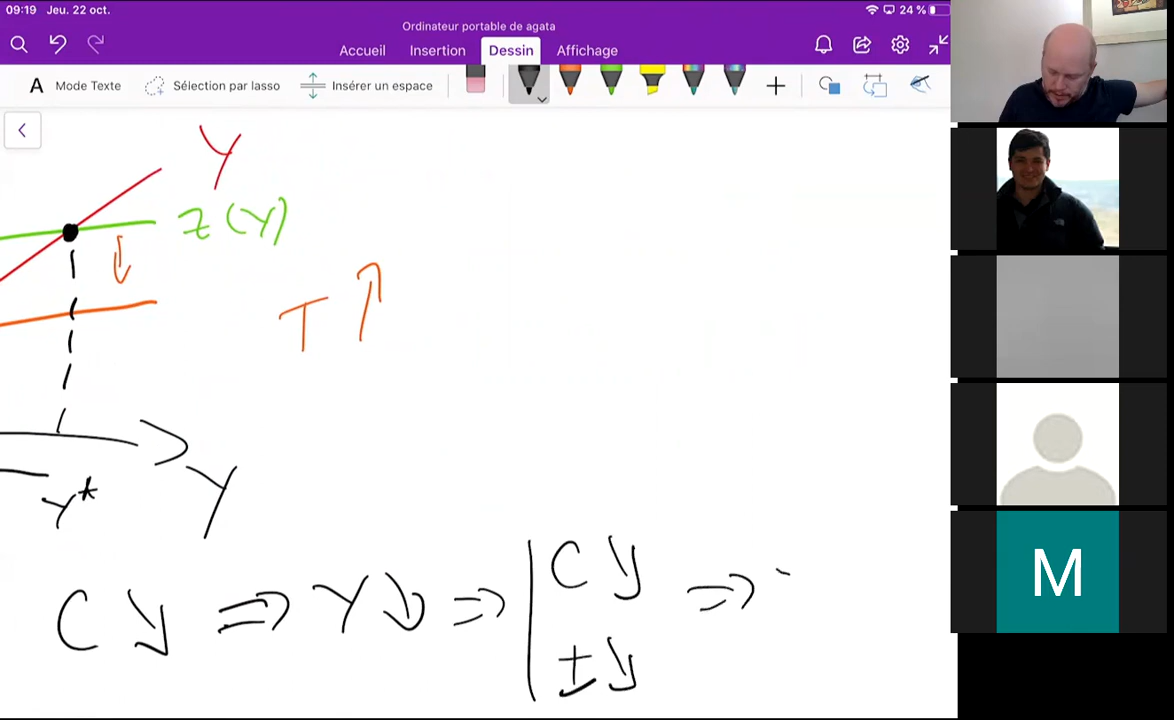 09:19 Jeu. 22 oct.
24 %
Ordinateur portable de agata
Accueil Insertion Dessin Affichage
A Mode Texte Sélection par lasso Insérer un espace
Y
Z(Y)
T ↑
Y
Y*
C ↓ ⇒ Y ↓ ⇒ | C ↓ ⇒
I ↓
M